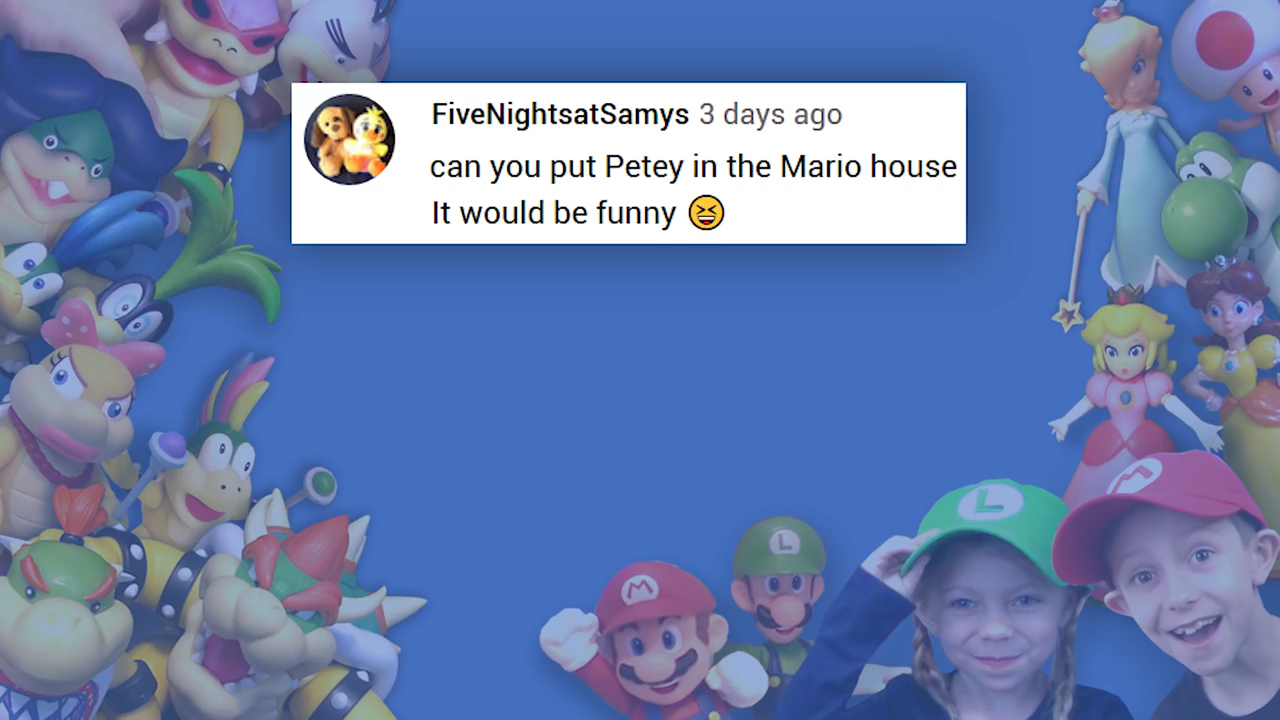 FiveNightsatSamys 3 days ago
can you put Petey in the Mario house
It would be funny 😆
L
M
L
M